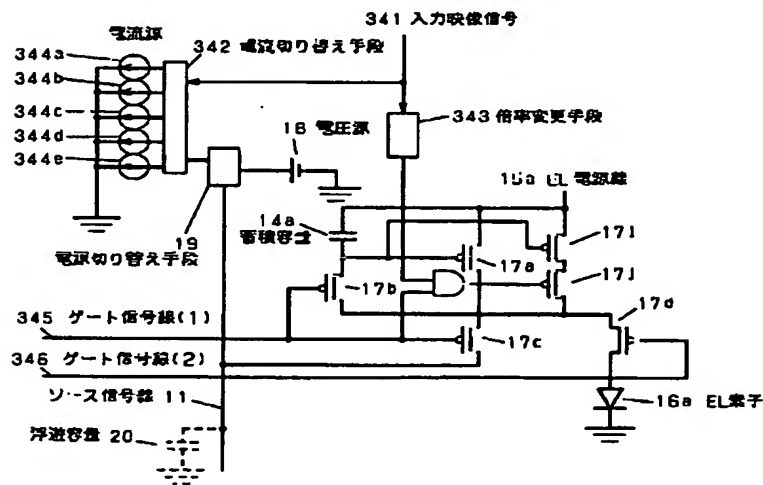 電流源
341 入力映像信号
344a
342 電流切り替え手段
344b
344c
343 倍率変更手段
344d
18 電圧源
344e
15a EL 電源線
14a
蓄積容量
17i
19
電源切り替え手段
17a
17b
17j
17d
345 ゲート信号線(1)
17c
346 ゲート信号線(2)
ソース信号線 11
16a EL素子
浮遊容量 20